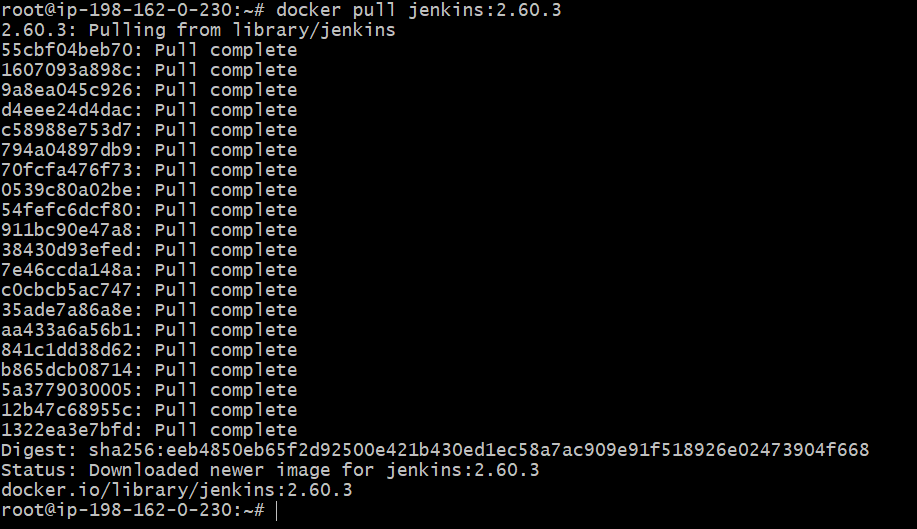 root@ip-198-162-0-230:~# docker pull jenkins:2.60.3
2.60.3: Pulling from library/jenkins
55cbf04beb70: Pull complete
1607093a898c: Pull complete
9a8ea045c926: Pull complete
d4eee24d4dac: Pull complete
c58988e753d7: Pull complete
794a04897db9: Pull complete
70fcfa476f73: Pull complete
0539c80a02be: Pull complete
54fefc6dcf80: Pull complete
911bc90e47a8: Pull complete
38430d93efed: Pull complete
7e46ccda148a: Pull complete
c0cbcb5ac747: Pull complete
35ade7a86a8e: Pull complete
aa433a6a56b1: Pull complete
841c1dd38d62: Pull complete
b865dcb08714: Pull complete
5a3779030005: Pull complete
12b47c68955c: Pull complete
1322ea3e7bfd: Pull complete
Digest: sha256:eeb4850eb65f2d92500e421b430ed1ec58a7ac909e91f518926e02473904f668
Status: Downloaded newer image for jenkins:2.60.3
docker.io/library/jenkins:2.60.3
root@ip-198-162-0-230:~#